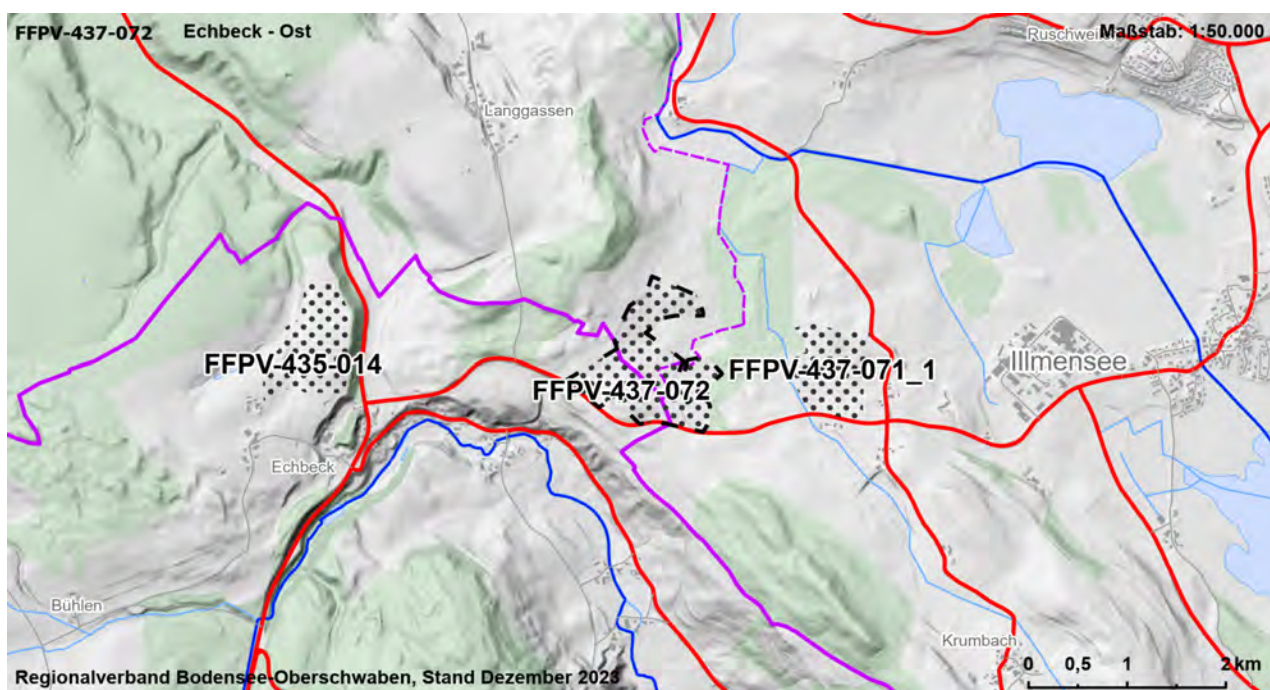 FFPV-437-072 Echbeck - Ost
Maßstab: 1:50.000
Langgassen
FFPV-435-014
FFPV-437-072
FFPV-437-071_1
Illmensee
Echbeck
Bühlen
Krumbach
0 0,5 1 2 km
Regionalverband Bodensee-Oberschwaben, Stand Dezember 2023